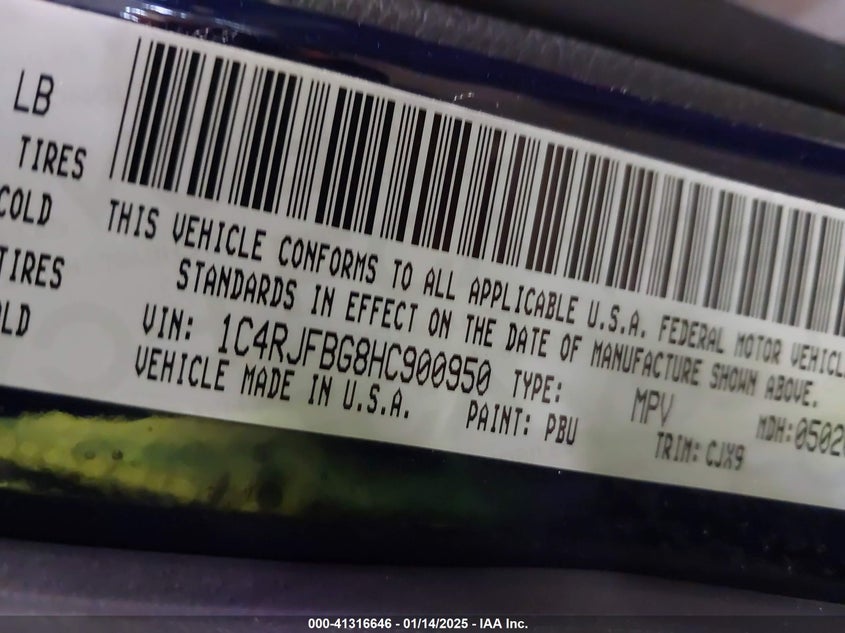 LB
TIRES
COLD
TIRES
OLD
THIS VEHICLE CONFORMS TO ALL APPLICABLE U.S.A. FEDERAL MOTOR VEHICL
STANDARDS IN EFFECT ON THE DATE OF MANUFACTURE SHOWN ABOVE.
VIN: 1C4RJFBG8HC900950 TYPE: MPV MDH: 0502
VEHICLE MADE IN U.S.A. PAINT: PBU TRIM: CJX9
000-41316646 - 01/14/2025 - IAA Inc.